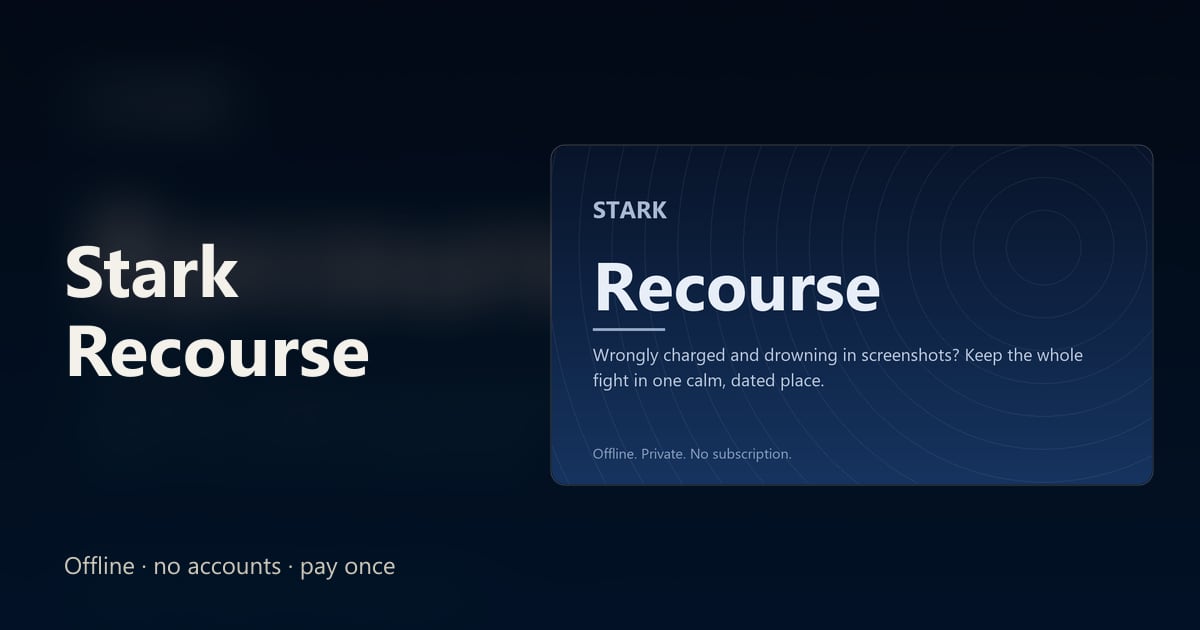 Stark
Recourse
Offline · no accounts · pay once
STARK
Recourse
Wrongly charged and drowning in screenshots? Keep the whole
fight in one calm, dated place.
Offline. Private. No subscription.